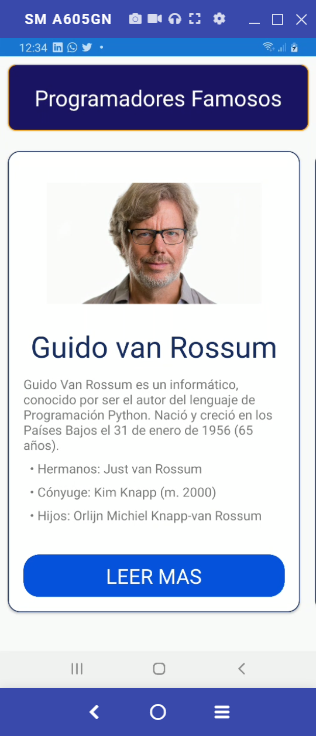 SM A605GN
12:34
Programadores Famosos
Guido van Rossum
Guido Van Rossum es un informático,
conocido por ser el autor del lenguaje de
Programación Python. Nació y creció en los
Países Bajos el 31 de enero de 1956 (65
años).
• Hermanos: Just van Rossum
• Cónyuge: Kim Knapp (m. 2000)
• Hijos: Orlijn Michiel Knapp-van Rossum
LEER MAS